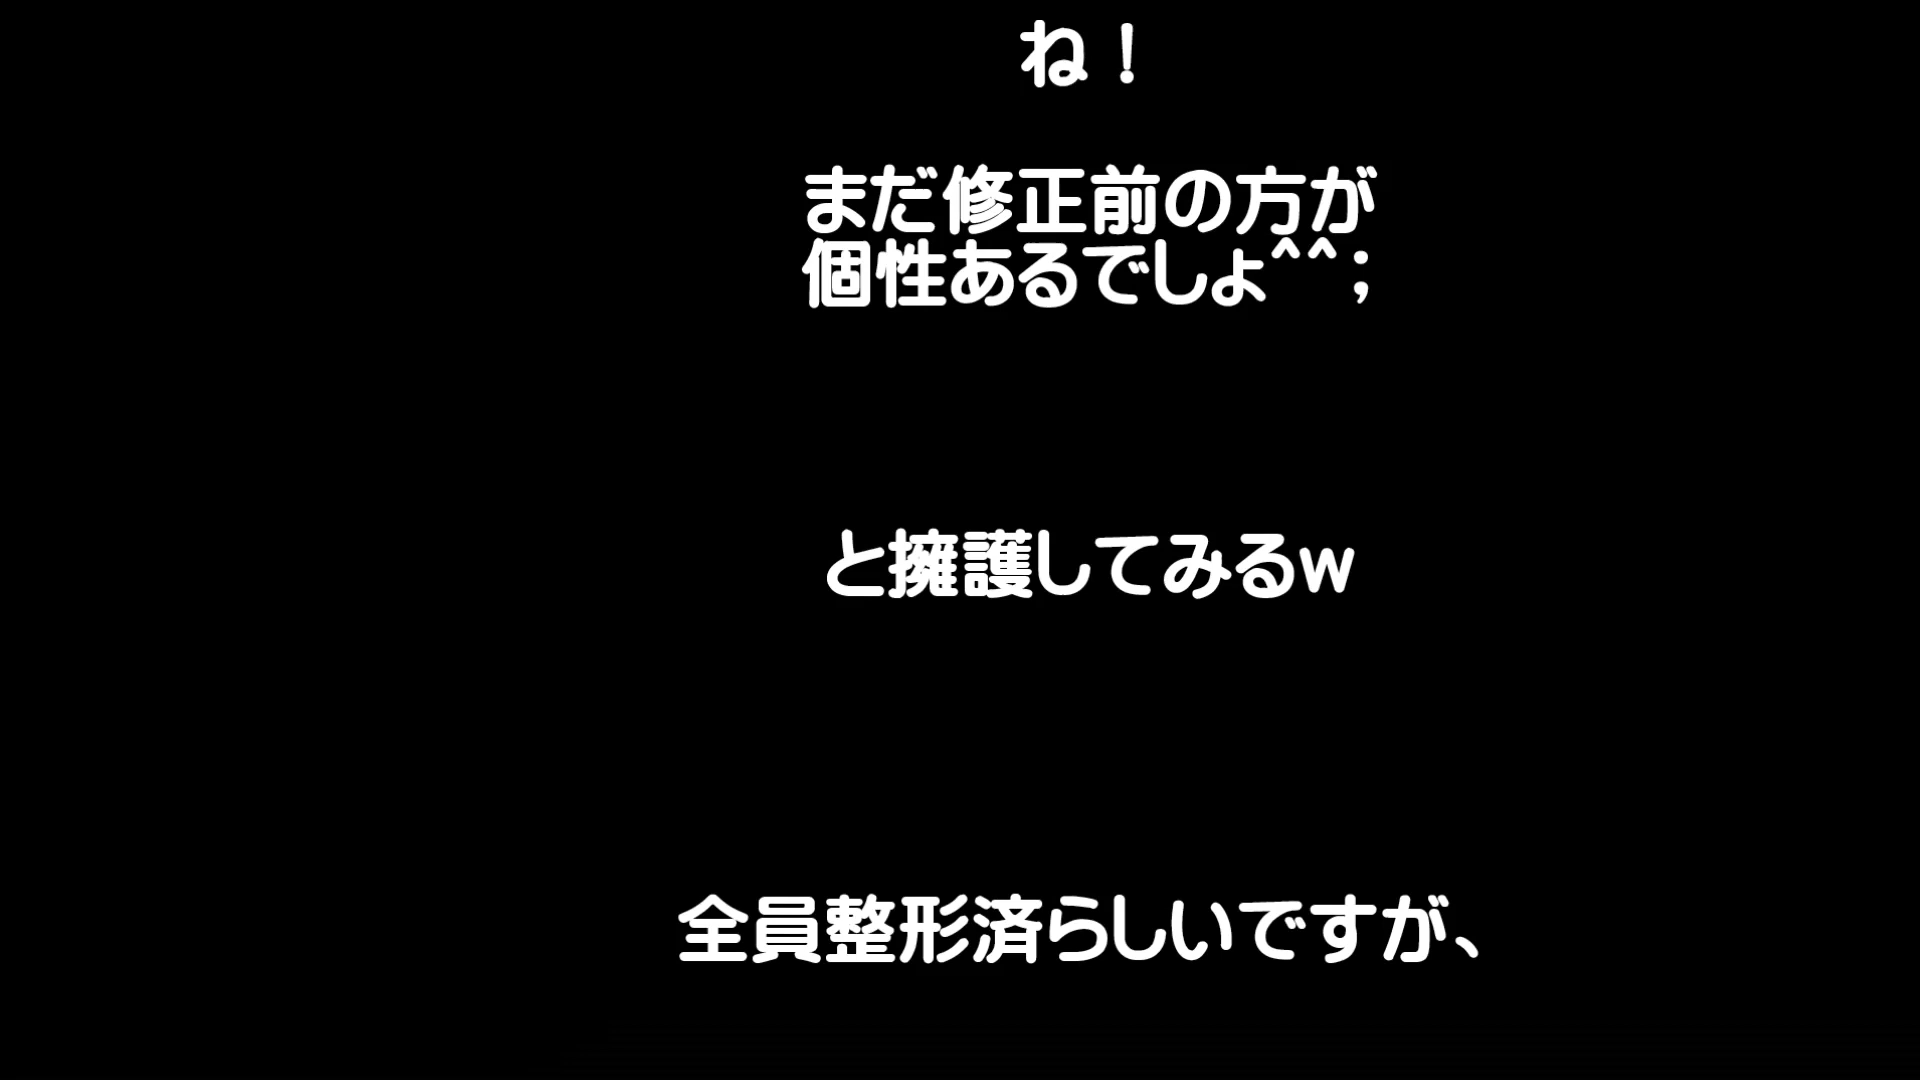 ね！
まだ修正前の方が
個性あるでしょ^^；
と擁護してみるw
全員整形済らしいですが、